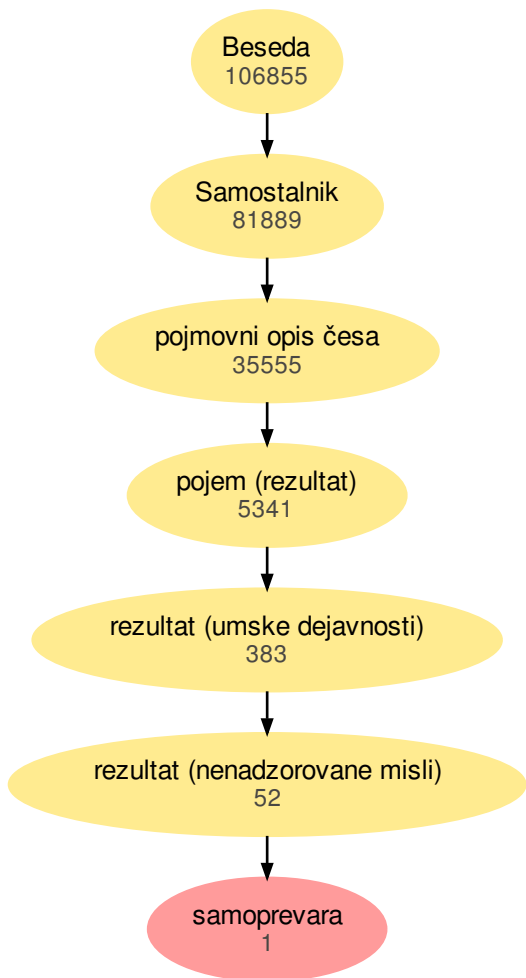 Beseda
106855
Samostalnik
81889
pojmovni opis česa
35555
pojem (rezultat)
5341
rezultat (umske dejavnosti)
383
rezultat (nenadzorovane misli)
52
samoprevara
1